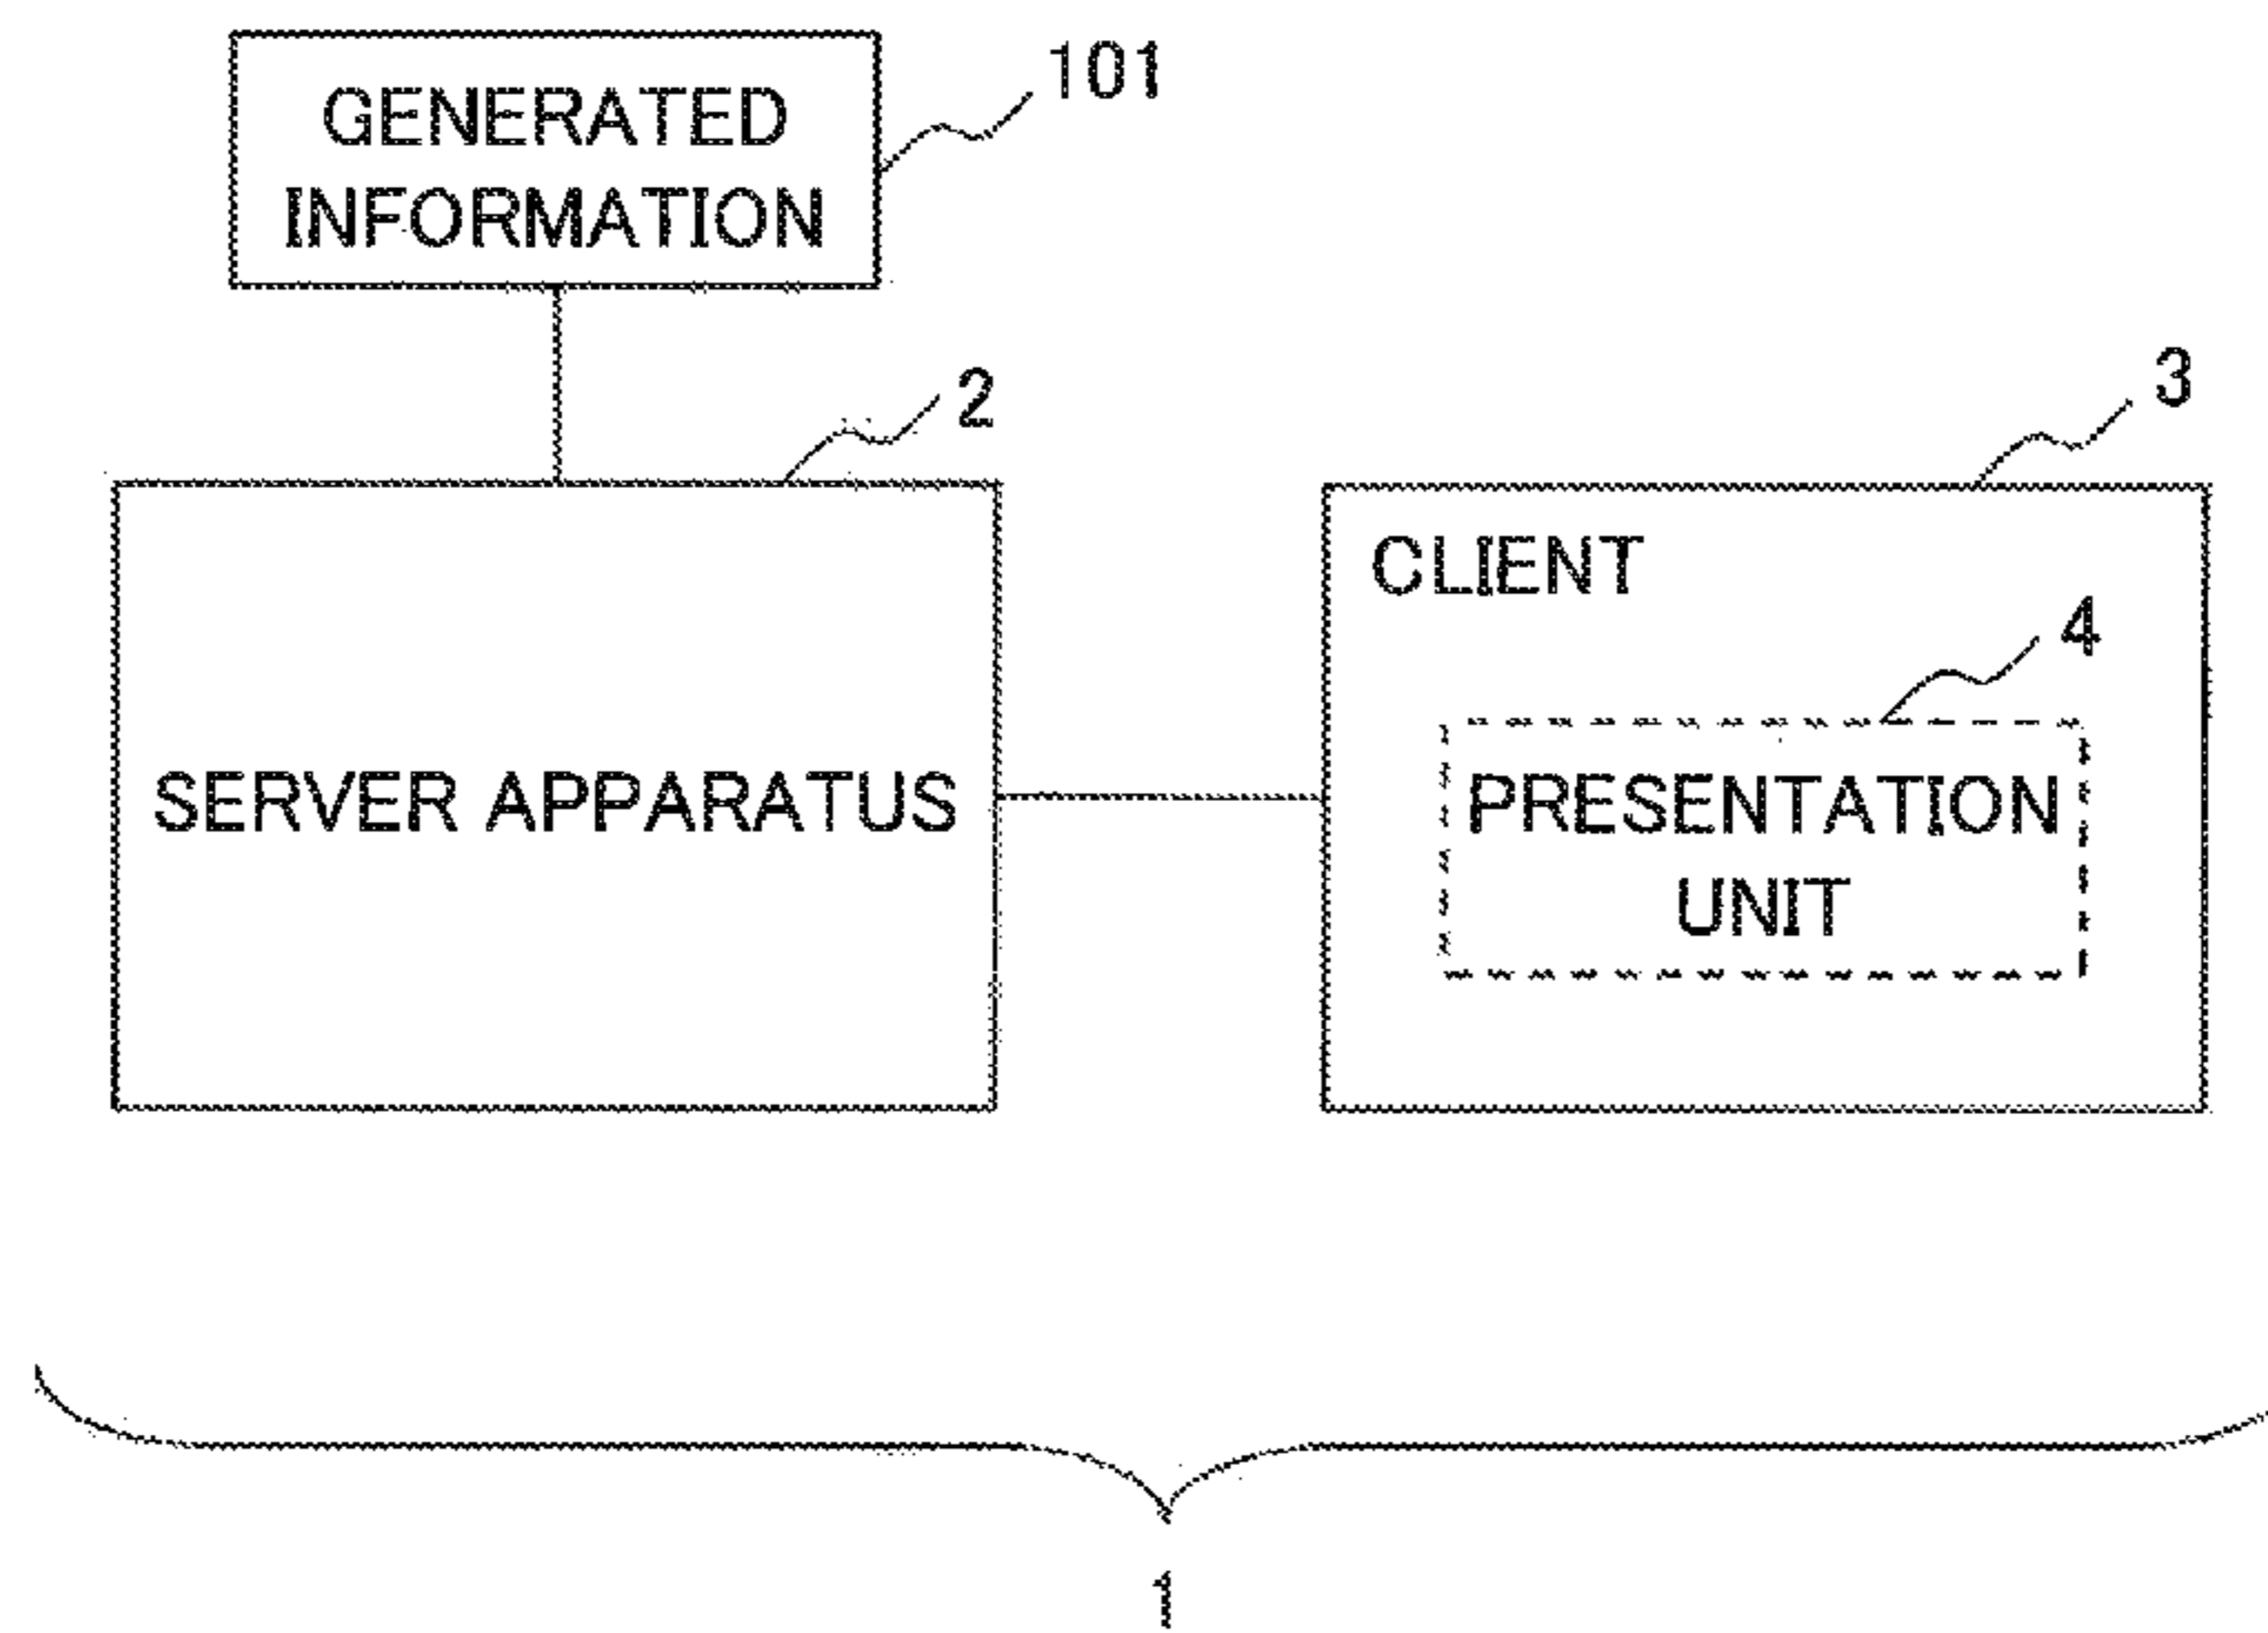 GENERATED
INFORMATION
101
2
3
CLIENT
4
SERVER APPARATUS
PRESENTATION
UNIT
1